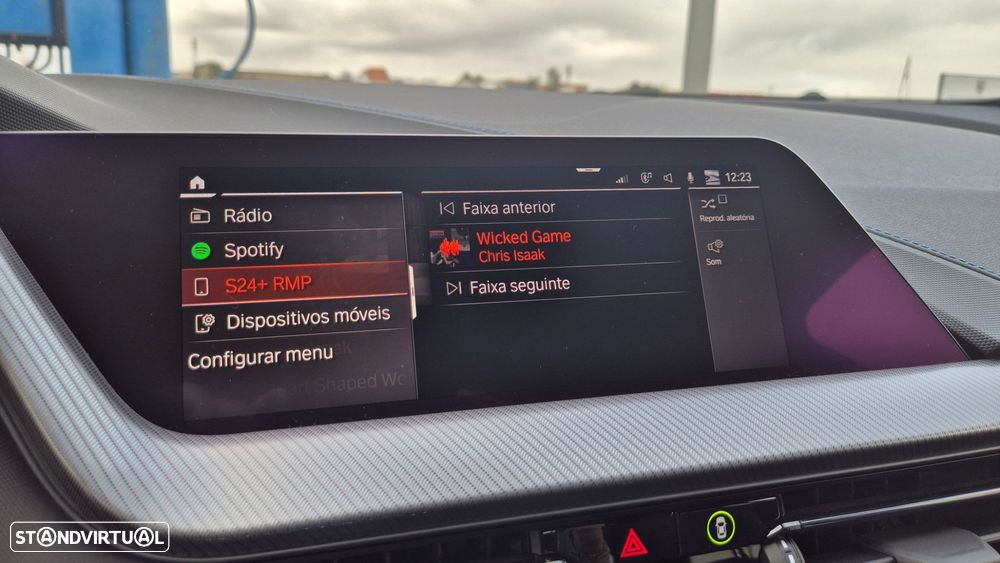 12:23
Rádio
Spotify
S24+ RMP
Dispositivos móveis
Configurar menu
Faixa anterior
Wicked Game
Chris Isaak
Faixa seguinte
Reprod. aleatória
Som
STANDVIRTUAL